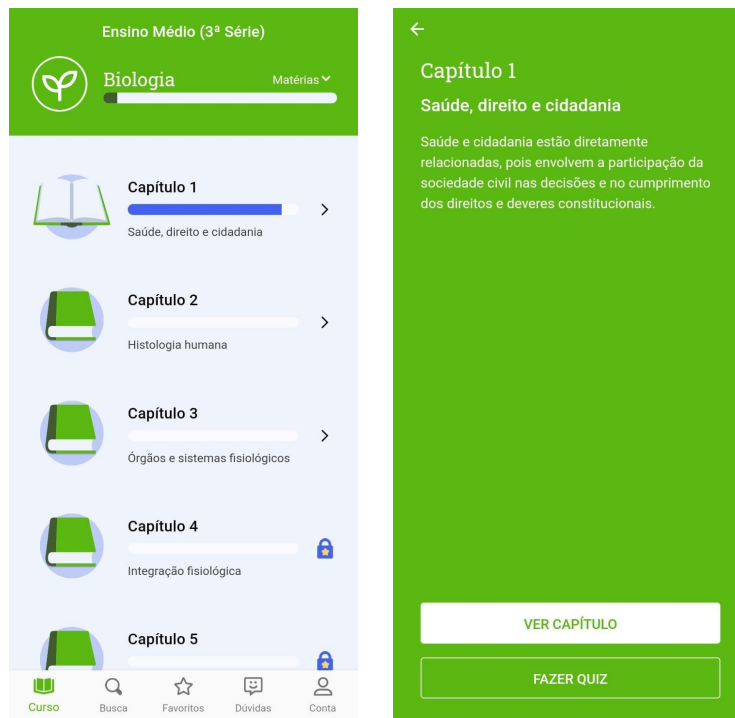 Ensino Médio (3ª Série)
Biologia
Matérias
Capítulo 1
Saúde, direito e cidadania
Capítulo 2
Histologia humana
Capítulo 3
Órgãos e sistemas fisiológicos
Capítulo 4
Integração fisiológica
Capítulo 5
Curso
Busca
Favoritos
Dúvidas
Conta
Capítulo 1
Saúde, direito e cidadania
Saúde e cidadania estão diretamente
relacionadas, pois envolvem a participação da
sociedade civil nas decisões e no cumprimento
dos direitos e deveres constitucionais.
VER CAPÍTULO
FAZER QUIZ